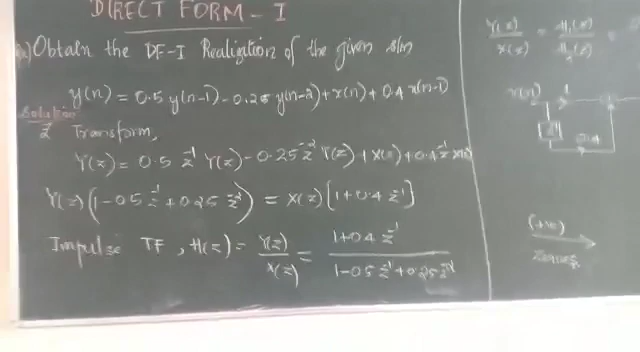 DIRECT FORM - I
Obtain the DF-I Realization of the given s/m
y(n) = 0.5 y(n-1) - 0.25 y(n-2) + x(n) + 0.4 x(n-1)
Solution
Z Transform,
Y(z) = 0.5 z⁻¹ Y(z) - 0.25 z⁻² Y(z) + X(z) + 0.4 z⁻¹ X(z)
Y(z) (1 - 0.5 z⁻¹ + 0.25 z⁻²) = X(z) [1 + 0.4 z⁻¹]
Impulse TF, H(z) = Y(z)/X(z) = 1 + 0.4 z⁻¹ / 1 - 0.5 z⁻¹ + 0.25 z⁻²
Y(z)/X(z) = H₁(z)/H₂(z) =
X(n) 1
0.4